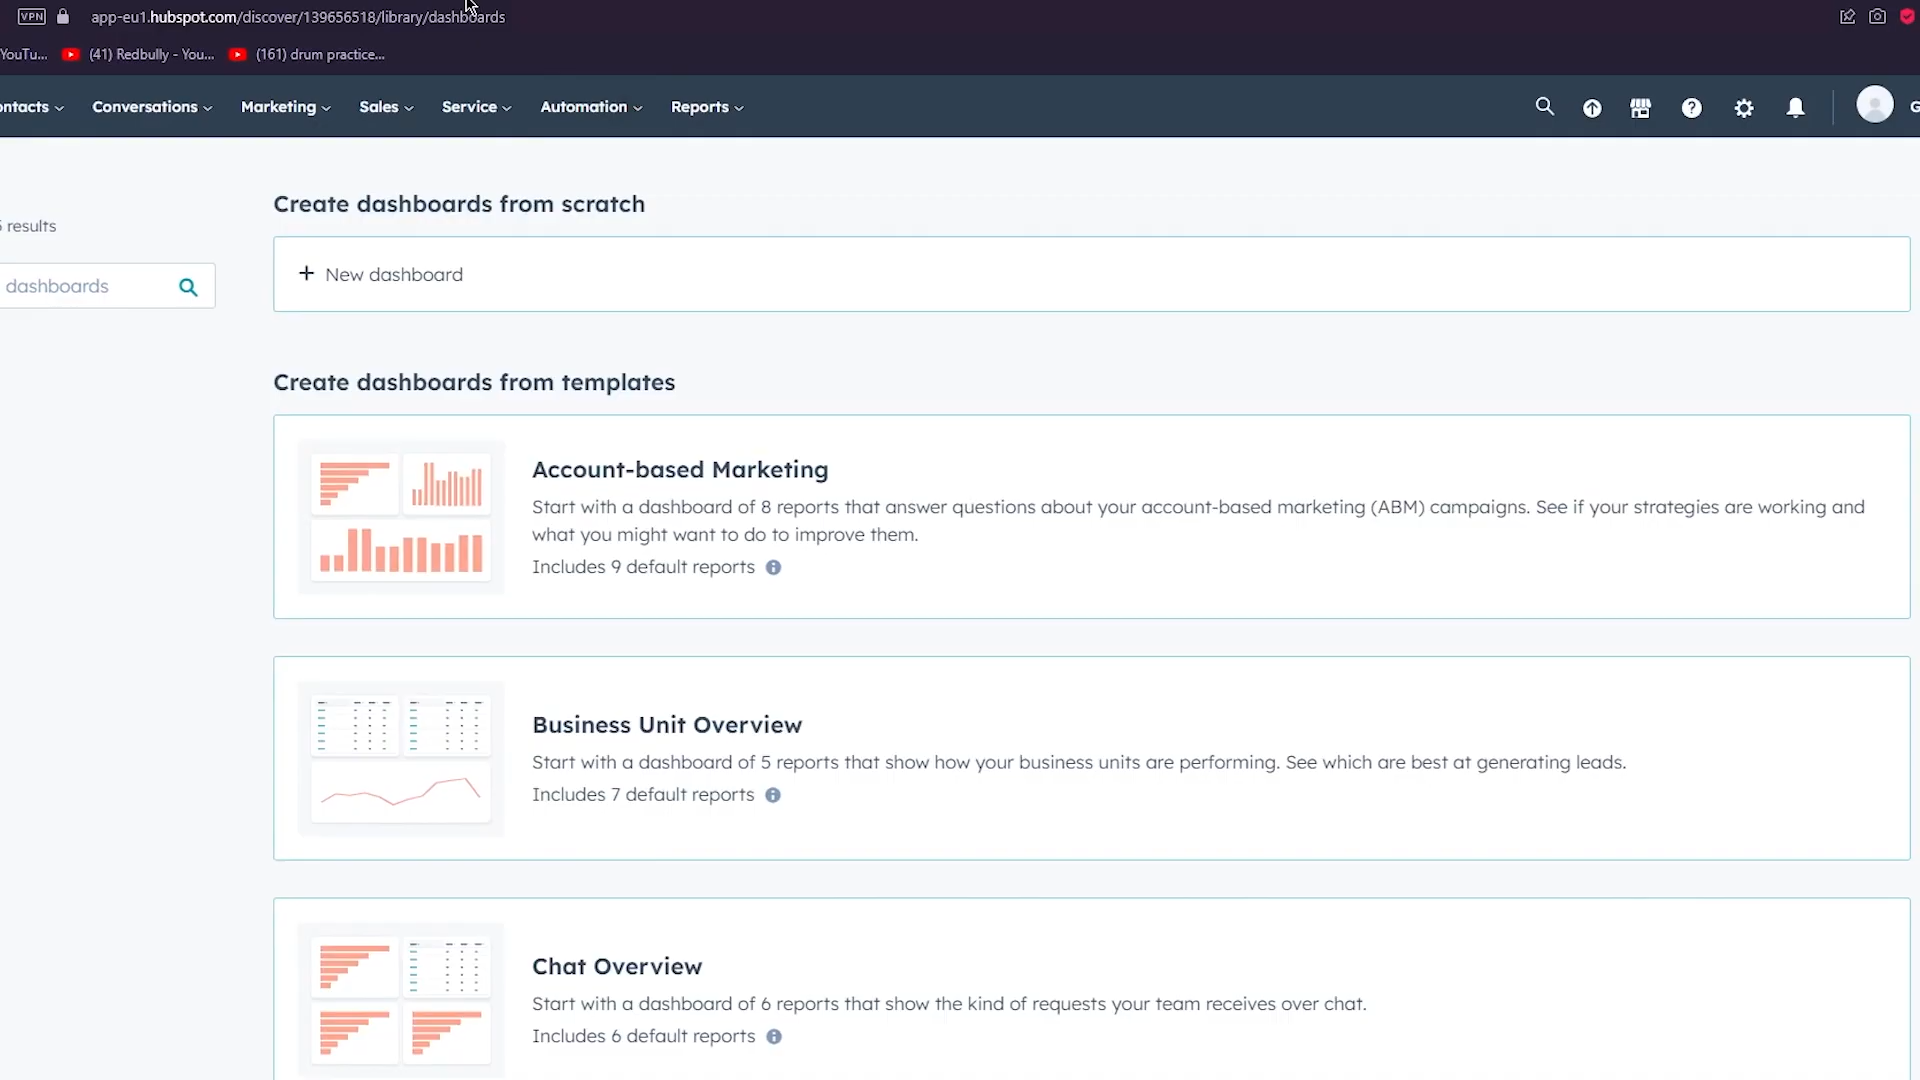 VPN app-eu1.hubspot.com/discover/139656518/library/dashboards
YouTu... (41) Redbully - You... (161) drum practice...
ontacts Conversations Marketing Sales Service Automation Reports
results
dashboards
Create dashboards from scratch
+ New dashboard
Create dashboards from templates
Account-based Marketing
Start with a dashboard of 8 reports that answer questions about your account-based marketing (ABM) campaigns. See if your strategies are working and
what you might want to do to improve them.
Includes 9 default reports
Business Unit Overview
Start with a dashboard of 5 reports that show how your business units are performing. See which are best at generating leads.
Includes 7 default reports
Chat Overview
Start with a dashboard of 6 reports that show the kind of requests your team receives over chat.
Includes 6 default reports